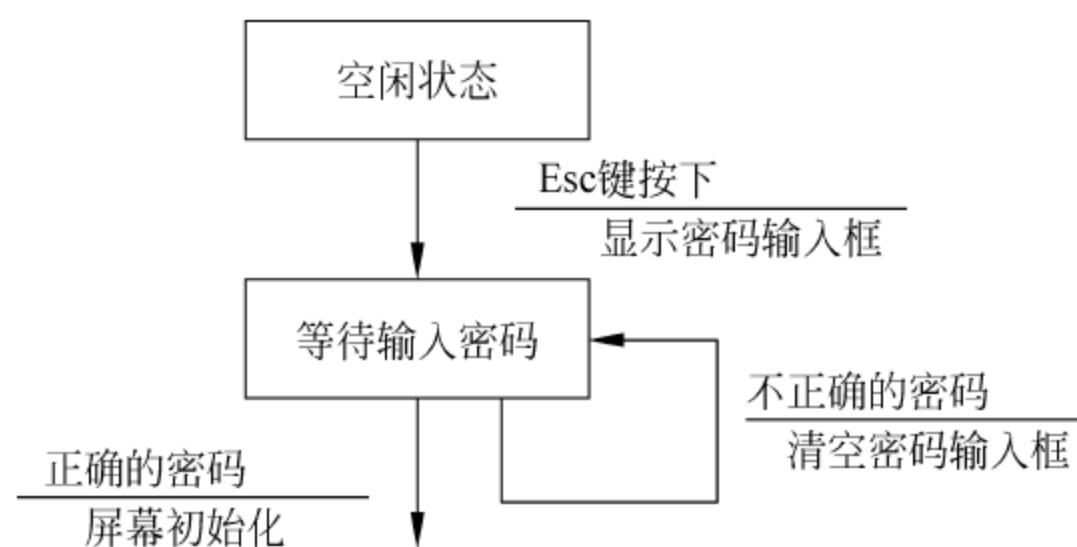 空闲状态
Esc键按下
显示密码输入框
等待输入密码
不正确的密码
清空密码输入框
正确的密码
屏幕初始化